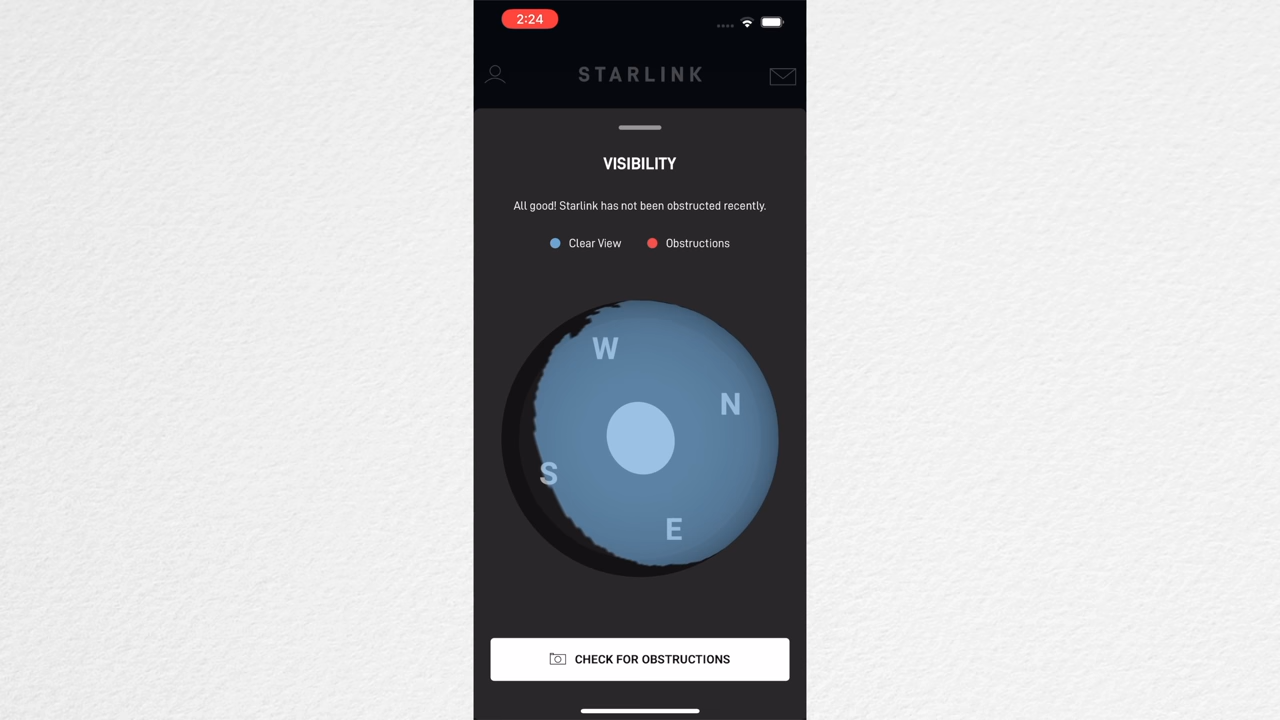 2:24
STARLINK
VISIBILITY
All good! Starlink has not been obstructed recently.
Clear View Obstructions
W
N
S
E
CHECK FOR OBSTRUCTIONS